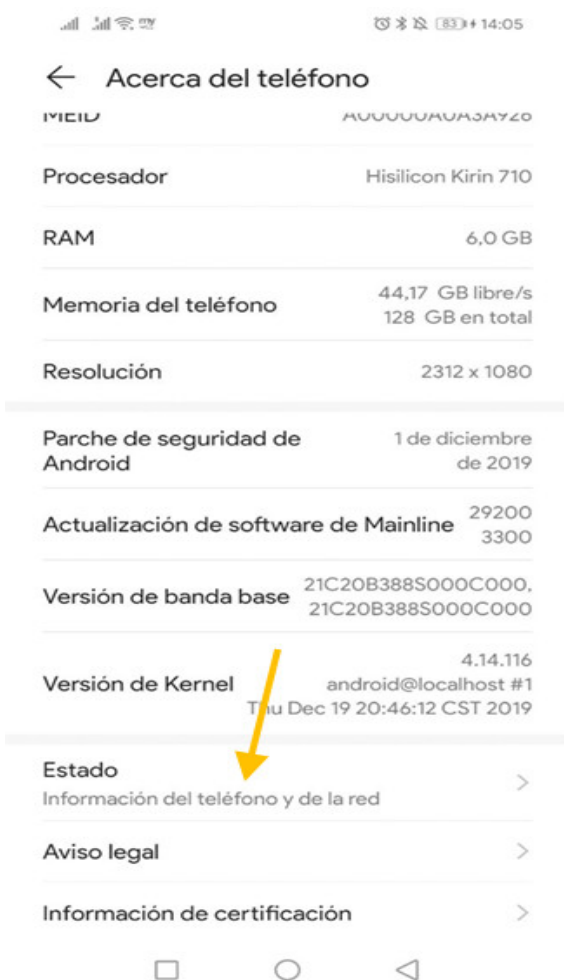 83 14:05
Acerca del teléfono
MEID
Procesador Hisilicon Kirin 710
RAM 6,0 GB
Memoria del teléfono 44,17 GB libre/s
128 GB en total
Resolución 2312 x 1080
Parche de seguridad de 1 de diciembre
Android de 2019
Actualización de software de Mainline 29200
3300
Versión de banda base 21C20B388S000C000,
21C20B388S000C000
4.14.116
Versión de Kernel android@localhost #1
Thu Dec 19 20:46:12 CST 2019
Estado
Información del teléfono y de la red
Aviso legal
Información de certificación